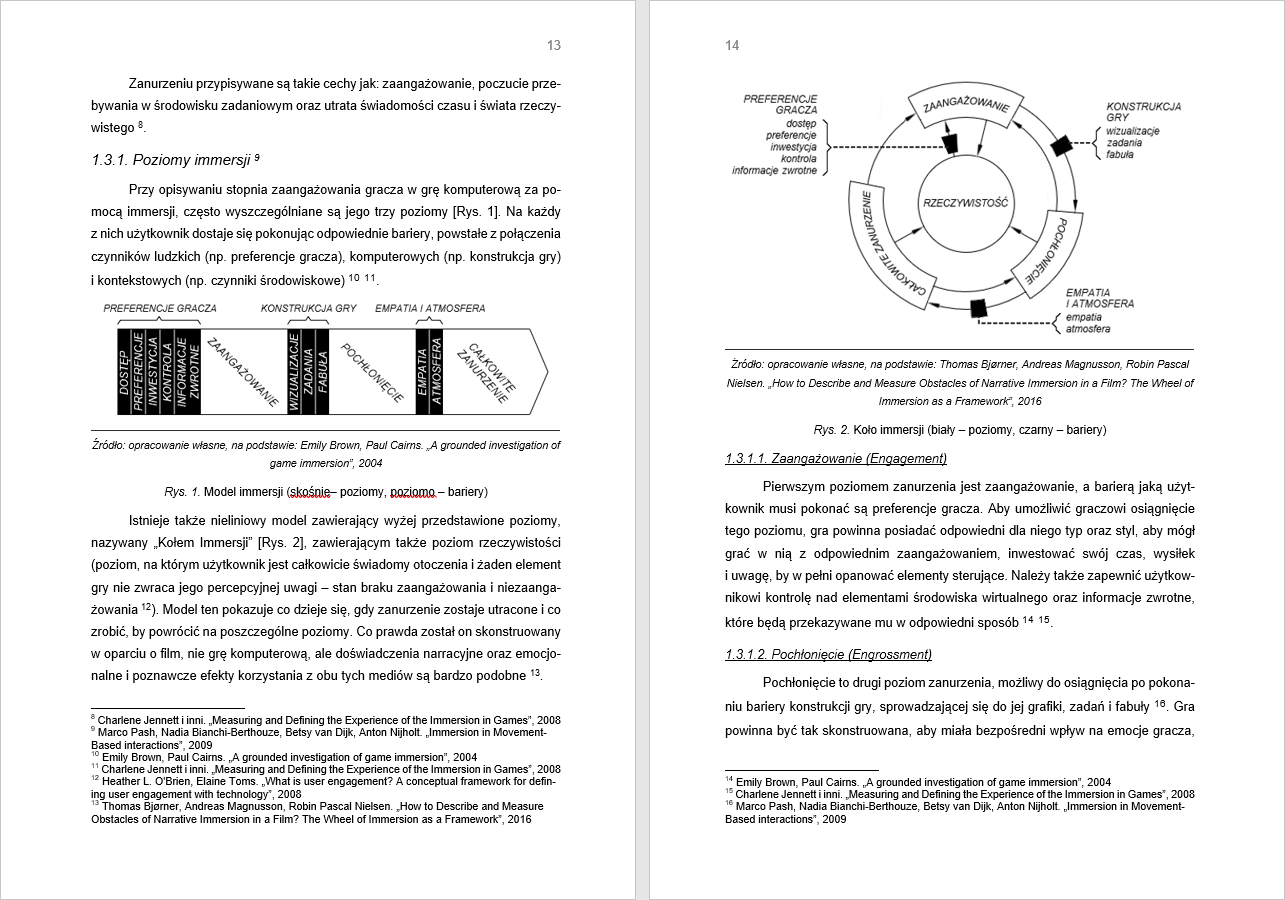 13
Zanurzeniu przypisywane są takie cechy jak: zaangażowanie, poczucie prze-
bywania w środowisku zadaniowym oraz utrata świadomości czasu i świata rzeczy-
wistego 8.
1.3.1. Poziomy immersji 9
Przy opisywaniu stopnia zaangażowania gracza w grę komputerową za po-
mocą immersji, często wyszczególniane są jego trzy poziomy [Rys. 1]. Na każdy
z nich użytkownik dostaje się pokonując odpowiednie bariery, powstałe z połączenia
czynników ludzkich (np. preferencje gracza), komputerowych (np. konstrukcja gry)
i kontekstowych (np. czynniki środowiskowe) 10 11.
PREFERENCJE GRACZA
KONSTRUKCJA GRY
EMPATIA I ATMOSFERA
DOSTĘP
PREFERENCJE
INWESTYCJA
KONTROLA
INFORMACJE
ZWROTNE
ZAANGAŻOWANIE
WIZUALIZACJE
ZADANIA
FABUŁA
POCHŁONIĘCIE
EMPATIA
ATMOSFERA
CAŁKOWITE
ZANURZENIE
Źródło: opracowanie własne, na podstawie: Emily Brown, Paul Cairns. „A grounded investigation of
game immersion”, 2004
Rys. 1. Model immersji (skośnie– poziomy, poziomo – bariery)
Istnieje także nieliniowy model zawierający wyżej przedstawione poziomy,
nazywany „Kołem Immersji” [Rys. 2], zawierającym także poziom rzeczywistości
(poziom, na którym użytkownik jest całkowicie świadomy otoczenia i żaden element
gry nie zwraca jego percepcyjnej uwagi – stan braku zaangażowania i niezaanga-
żowania 12). Model ten pokazuje co dzieje się, gdy zanurzenie zostaje utracone i co
zrobić, by powrócić na poszczególne poziomy. Co prawda został on skonstruowany
w oparciu o film, nie grę komputerową, ale doświadczenia narracyjne oraz emocjo-
nalne i poznawcze efekty korzystania z obu tych mediów są bardzo podobne 13.
8 Charlene Jennett i inni. „Measuring and Defining the Experience of the Immersion in Games”, 2008
9 Marco Pash, Nadia Bianchi-Berthouze, Betsy van Dijk, Anton Nijholt. „Immersion in Movement-
Based interactions”, 2009
10 Emily Brown, Paul Cairns. „A grounded investigation of game immersion”, 2004
11 Charlene Jennett i inni. „Measuring and Defining the Experience of the Immersion in Games”, 2008
12 Heather L. O’Brien, Elaine Toms. „What is user engagement? A conceptual framework for defin-
ing user engagement with technology”, 2008
13 Thomas Bjørner, Andreas Magnusson, Robin Pascal Nielsen. „How to Describe and Measure
Obstacles of Narrative Immersion in a Film? The Wheel of Immersion as a Framework”, 2016
14
PREFERENCJE
GRACZA
dostęp
preferencje
inwestycja
kontrola
informacje zwrotne
ZAANGAŻOWANIE
KONSTRUKCJA
GRY
wizualizacje
zadania
fabuła
RZECZYWISTOŚĆ
CAŁKOWITE ZANURZENIE
POCHŁONIĘCIE
EMPATIA
I ATMOSFERA
empatia
atmosfera
Źródło: opracowanie własne, na podstawie: Thomas Bjørner, Andreas Magnusson, Robin Pascal
Nielsen. „How to Describe and Measure Obstacles of Narrative Immersion in a Film? The Wheel of
Immersion as a Framework”, 2016
Rys. 2. Koło immersji (biały – poziomy, czarny – bariery)
1.3.1.1. Zaangażowanie (Engagement)
Pierwszym poziomem zanurzenia jest zaangażowanie, a barierą jaką użyt-
kownik musi pokonać są preferencje gracza. Aby umożliwić graczowi osiągnięcie
tego poziomu, gra powinna posiadać odpowiedni dla niego typ oraz styl, aby mógł
grać w nią z odpowiednim zaangażowaniem, inwestować swój czas, wysiłek
i uwagę, by w pełni opanować elementy sterujące. Należy także zapewnić użytkow-
nikowi kontrolę nad elementami środowiska wirtualnego oraz informacje zwrotne,
które będą przekazywane mu w odpowiedni sposób 14 15.
1.3.1.2. Pochłonięcie (Engrossment)
Pochłonięcie to drugi poziom zanurzenia, możliwy do osiągnięcia po pokona-
niu bariery konstrukcji gry, sprowadzającej się do jej grafiki, zadań i fabuły 16. Gra
powinna być tak skonstruowana, aby miała bezpośredni wpływ na emocje gracza,
14 Emily Brown, Paul Cairns. „A grounded investigation of game immersion”, 2004
15 Charlene Jennett i inni. „Measuring and Defining the Experience of the Immersion in Games”, 2008
16 Marco Pash, Nadia Bianchi-Berthouze, Betsy van Dijk, Anton Nijholt. „Immersion in Movement-
Based interactions”, 2009